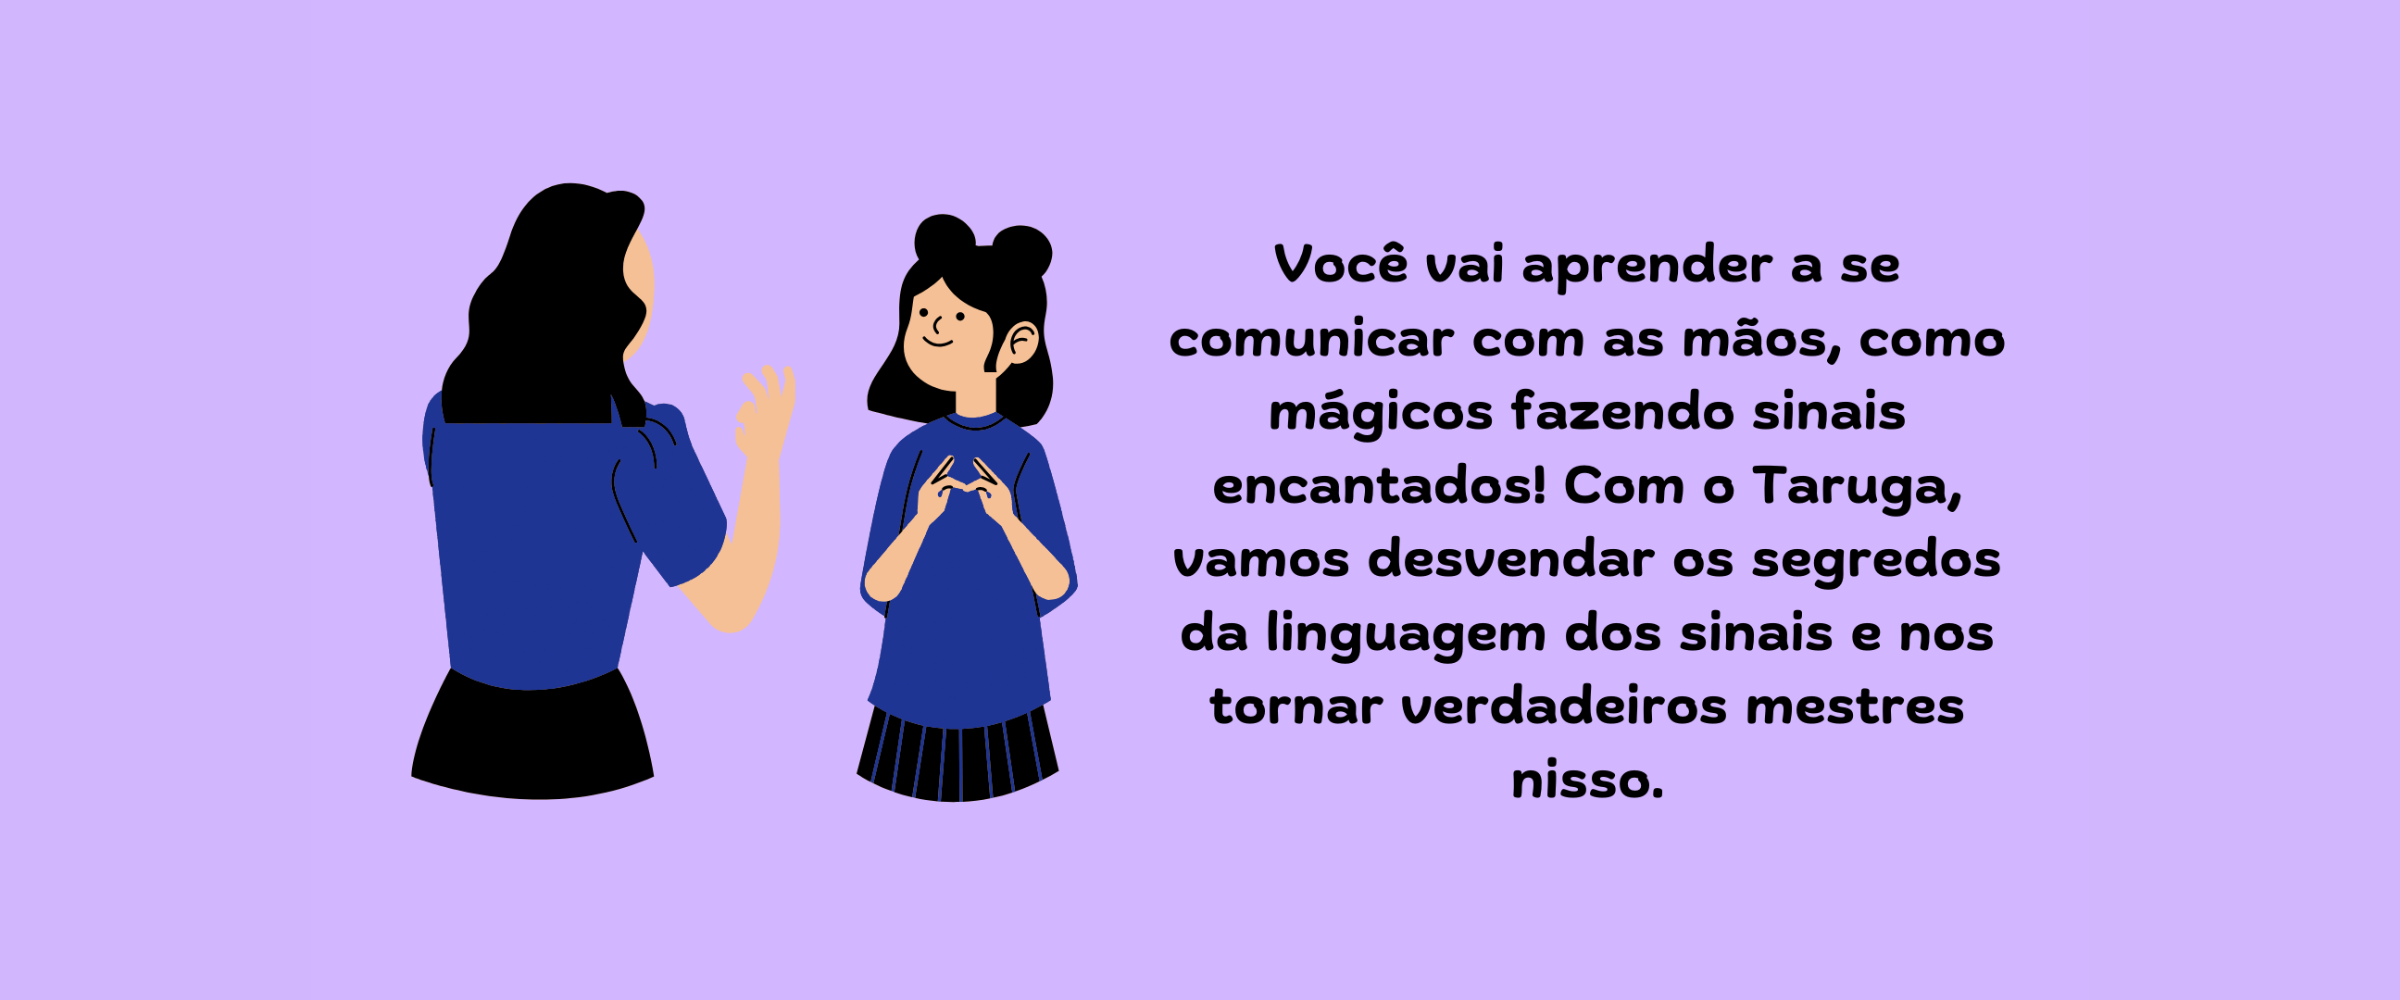 Você vai aprender a se
comunicar com as mãos, como
mágicos fazendo sinais
encantados! Com o Taruga,
vamos desvendar os segredos
da linguagem dos sinais e nos
tornar verdadeiros mestres
nisso.